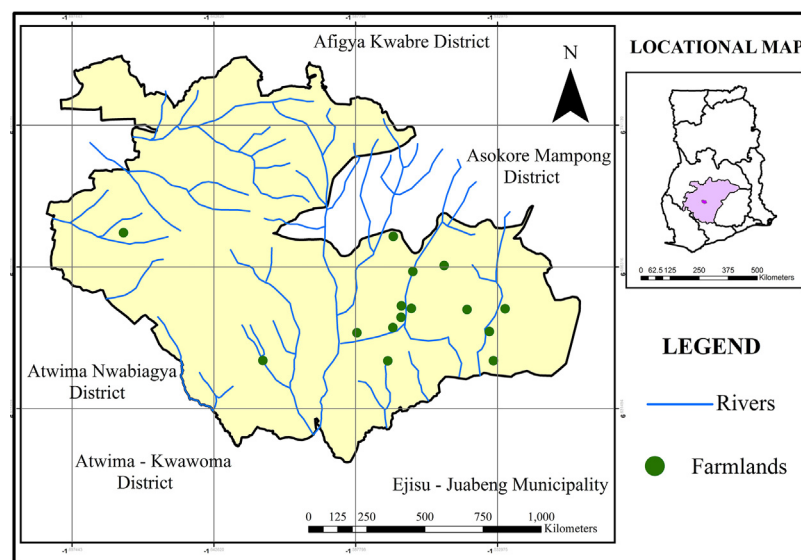 Afigya Kwabre District
N
LOCATIONAL MAP
Asokore Mampong
District
0 62.5 125 250 375 500
Kilometers
LEGEND
Rivers
Farmlands
Atwima Nwabiagya
District
Atwima - Kwawoma
District
Ejisu - Juabeng Municipality
0 125 250 500 750 1,000
Kilometers